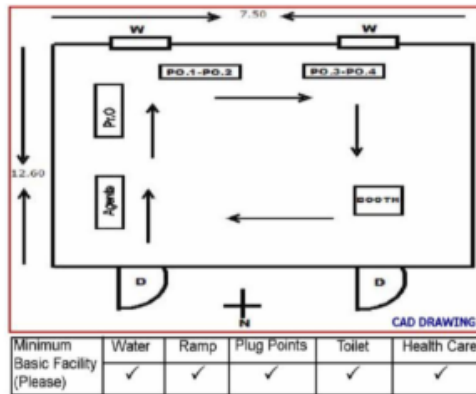 7.50
W W
PO.1-PO.2 PO.3-PO.4
Pr.O
12.60
Agents
BOOTH
D D
N
CAD DRAWING
Minimum Basic Facility (Please) Water Ramp Plug Points Toilet Health Care
✓ ✓ ✓ ✓ ✓